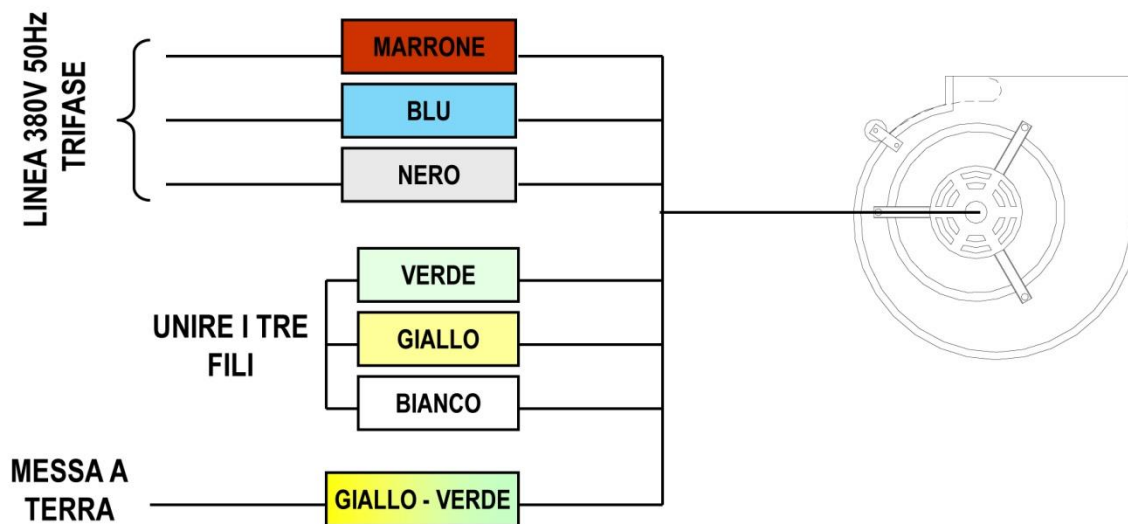 LINEA 380V 50Hz
TRIFASE
MARRONE
BLU
NERO
UNIRE I TRE
FILI
VERDE
GIALLO
BIANCO
MESSA A
TERRA
GIALLO - VERDE